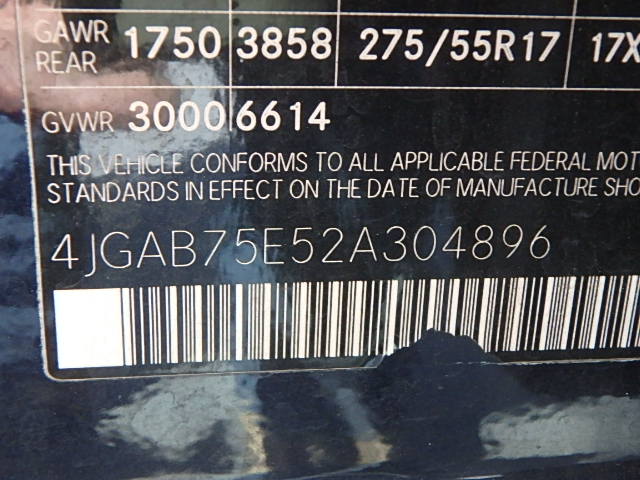 GAWR REAR 1750 3858 275/55R17 17X
GVWR 3000 6614
THIS VEHICLE CONFORMS TO ALL APPLICABLE FEDERAL MOT
STANDARDS IN EFFECT ON THE DATE OF MANUFACTURE SHO
4JGAB75E52A304896